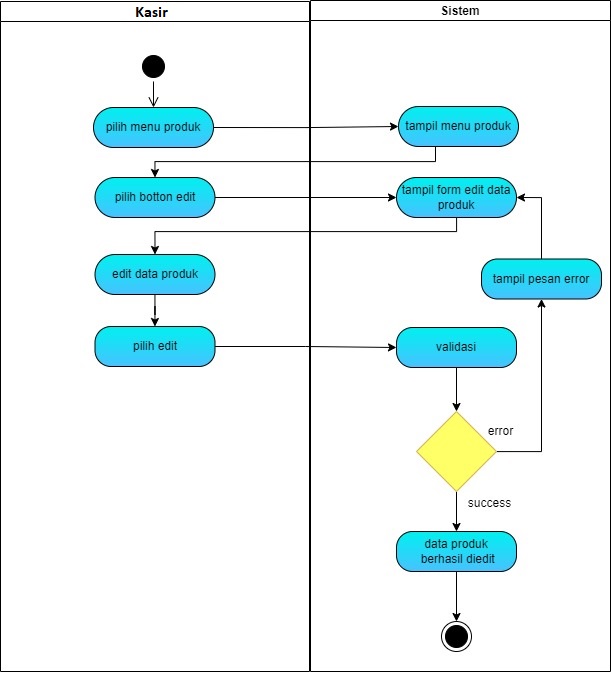 Kasir
Sistem
pilih menu produk
tampil menu produk
pilih botton edit
tampil form edit data
produk
edit data produk
tampil pesan error
pilih edit
validasi
error
success
data produk
berhasil diedit